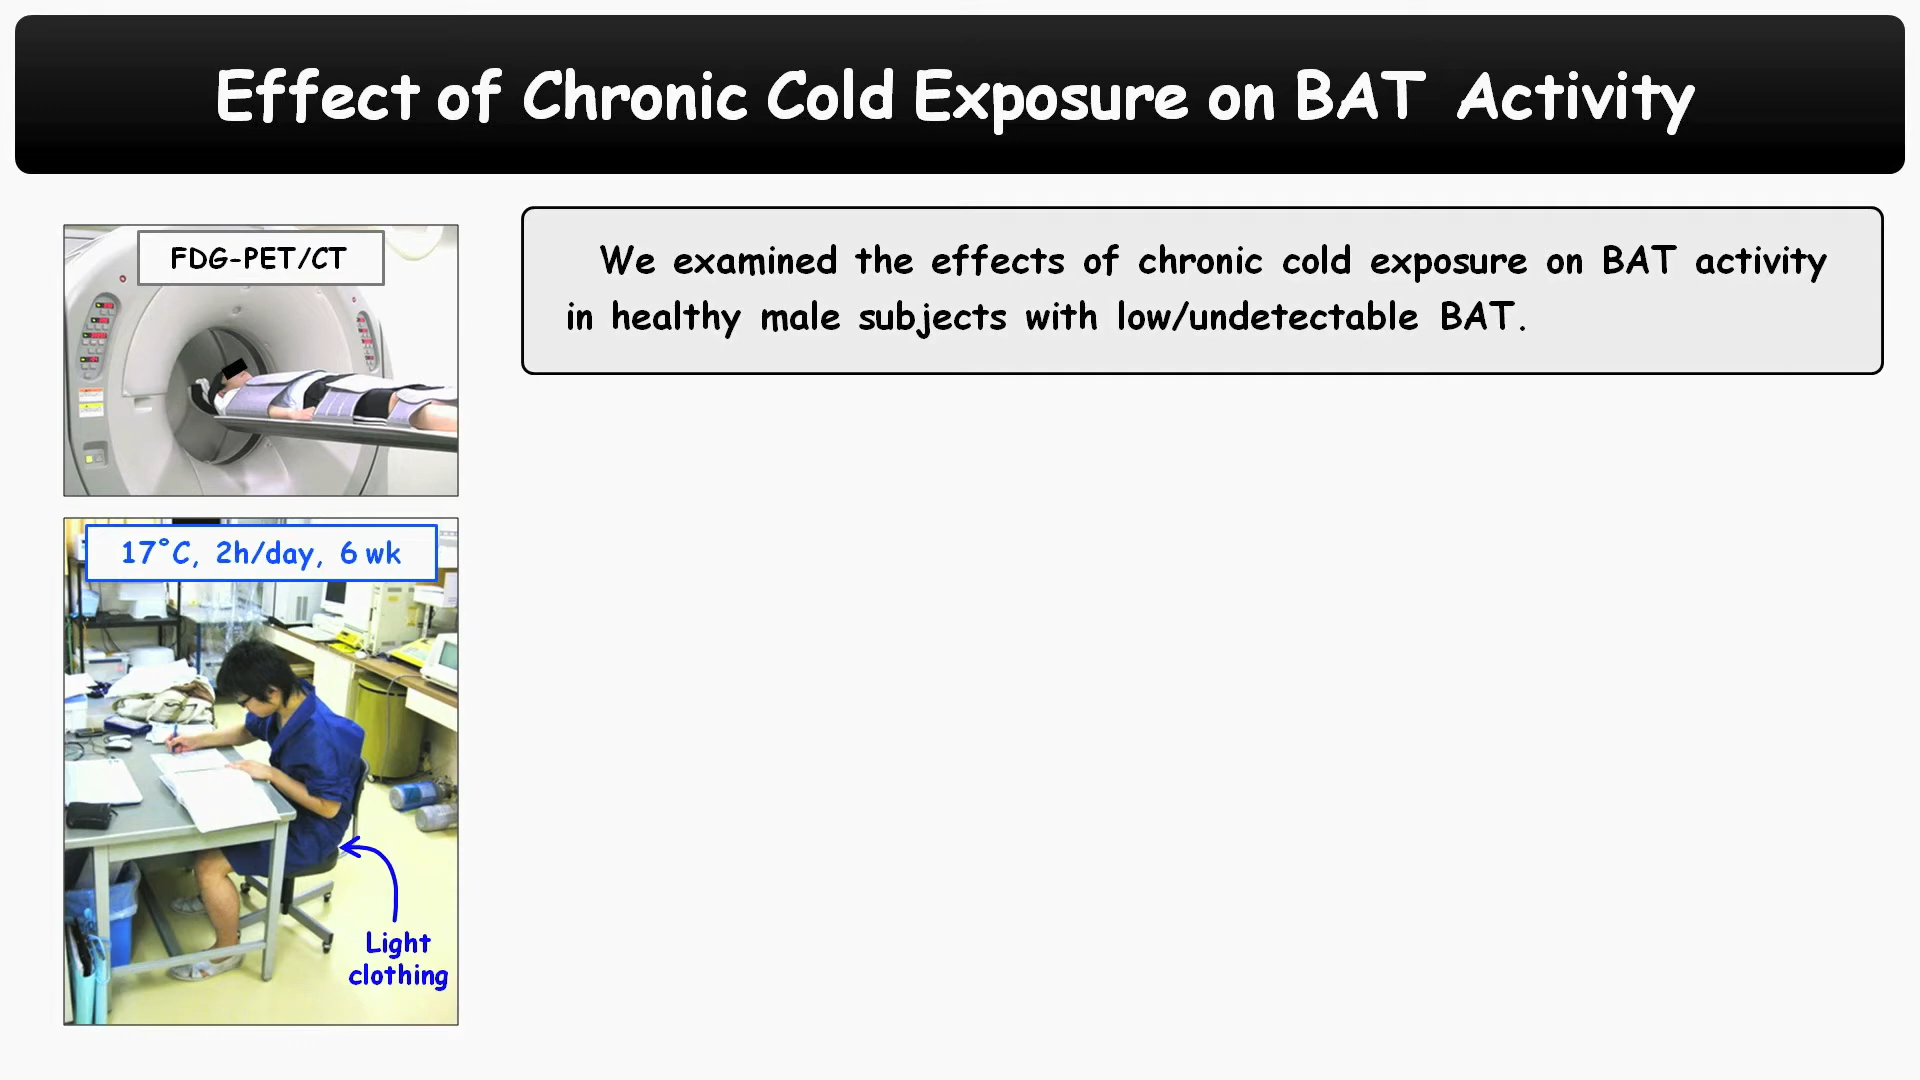 Effect of Chronic Cold Exposure on BAT Activity
FDG-PET/CT
We examined the effects of chronic cold exposure on BAT activity
in healthy male subjects with low/undetectable BAT.
17°C, 2h/day, 6 wk
Light
clothing